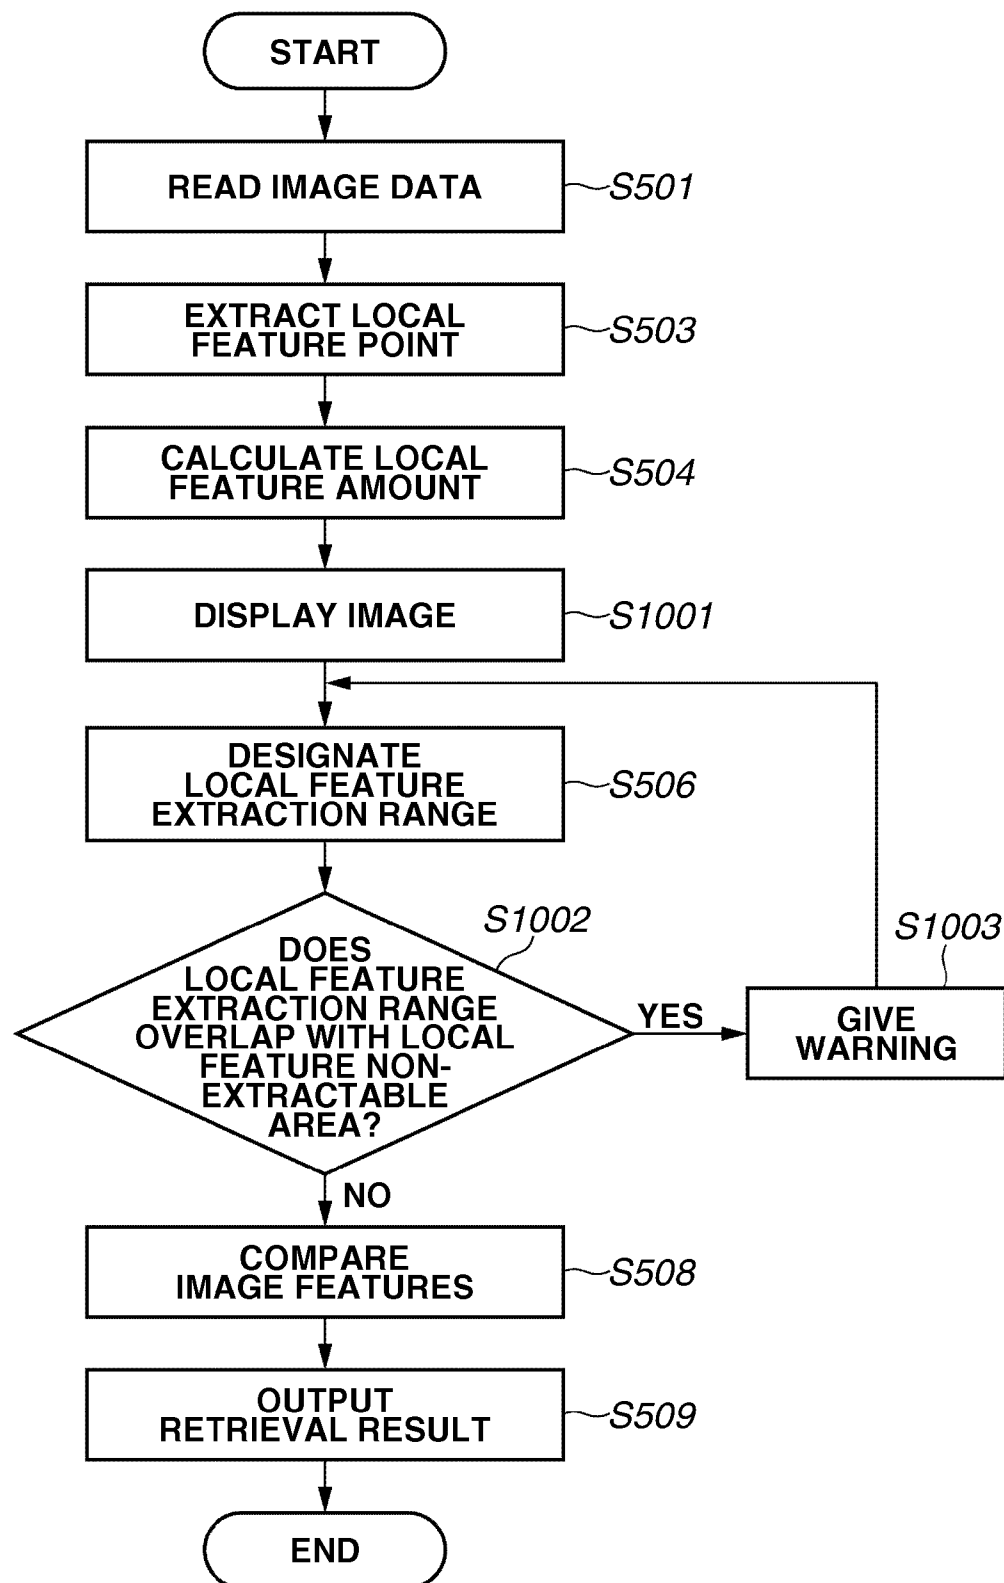 START
READ IMAGE DATA
S501
EXTRACT LOCAL
FEATURE POINT
S503
CALCULATE LOCAL
FEATURE AMOUNT
S504
DISPLAY IMAGE
S1001
DESIGNATE
LOCAL FEATURE
EXTRACTION RANGE
S506
S1002
DOES
LOCAL FEATURE
EXTRACTION RANGE
OVERLAP WITH LOCAL
FEATURE NON-
EXTRACTABLE
AREA?
YES
S1003
GIVE
WARNING
NO
COMPARE
IMAGE FEATURES
S508
OUTPUT
RETRIEVAL RESULT
S509
END